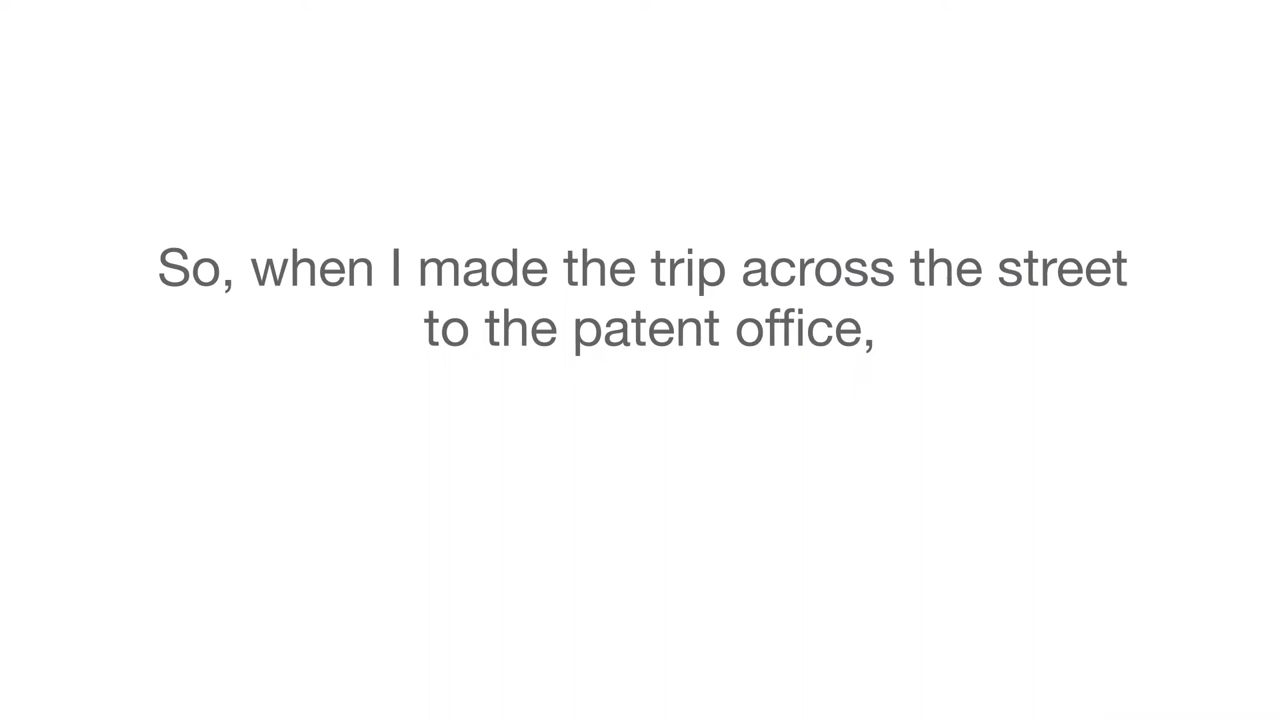 So, when I made the trip across the street
to the patent office,